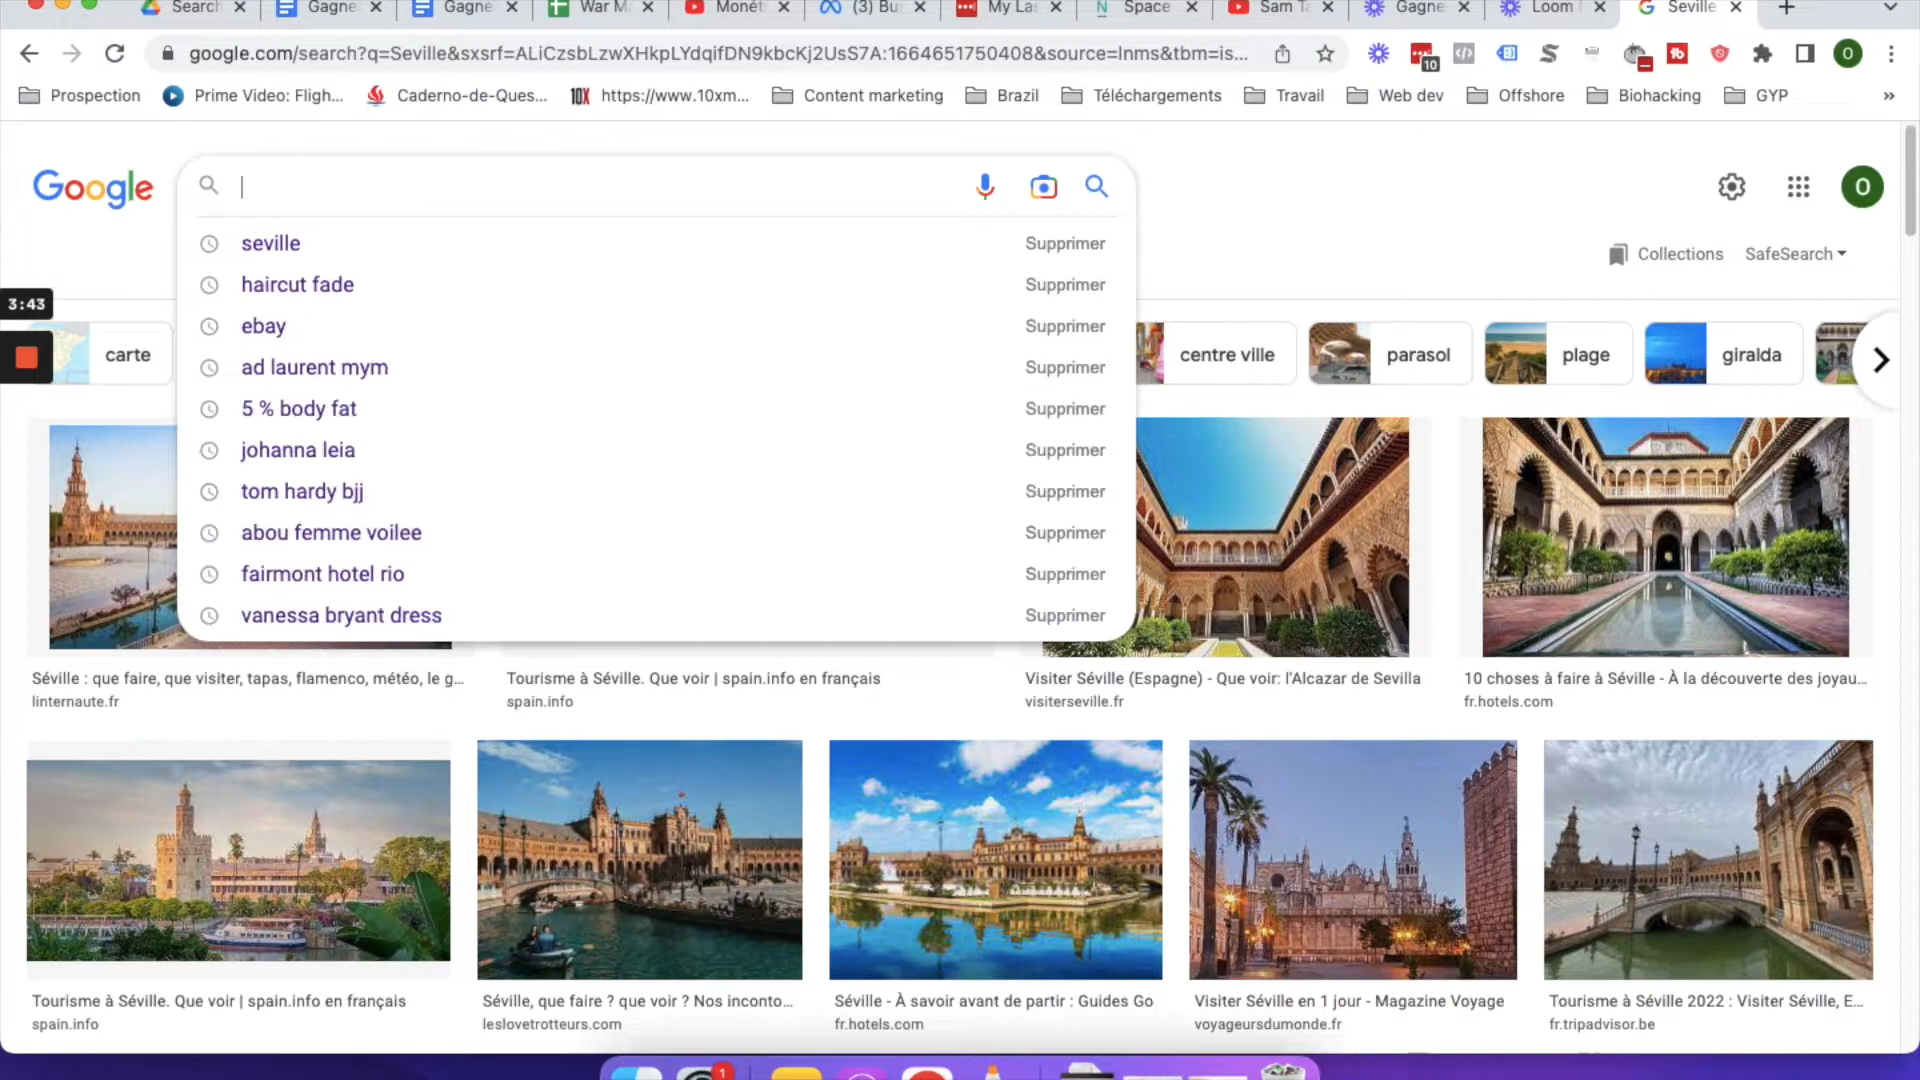 Search
Gagne
Gagne
War Ma
Monéti
(3) Bu
My Las
Space
Sam Ta
Gagne
Loom
Seville
google.com/search?q=Seville&sxsrf=ALiCzsbLzwXHkpLYdqifDN9kbcKj2UsS7A:1664651750408&source=lnms&tbm=is...
10
O
Prospection
Prime Video: Fligh...
Caderno-de-Ques...
10X
https://www.10xm...
Content marketing
Brazil
Téléchargements
Travail
Web dev
Offshore
Biohacking
GYP
»
Google
O
seville Supprimer
haircut fade Supprimer
ebay Supprimer
ad laurent mym Supprimer
5 % body fat Supprimer
johanna leia Supprimer
tom hardy bjj Supprimer
abou femme voilee Supprimer
fairmont hotel rio Supprimer
vanessa bryant dress Supprimer
Collections
SafeSearch
3:43
carte
centre ville
parasol
plage
giralda
Séville : que faire, que visiter, tapas, flamenco, météo, le g...
linternaute.fr
Tourisme à Séville. Que voir | spain.info en français
spain.info
Visiter Séville (Espagne) - Que voir: l'Alcazar de Sevilla
visiterseville.fr
10 choses à faire à Séville - À la découverte des joyau...
fr.hotels.com
Tourisme à Séville. Que voir | spain.info en français
spain.info
Séville, que faire ? que voir ? Nos inconto...
leslovetrotteurs.com
Séville - À savoir avant de partir : Guides Go
fr.hotels.com
Visiter Séville en 1 jour - Magazine Voyage
voyageursdumonde.fr
Tourisme à Séville 2022 : Visiter Séville, E...
fr.tripadvisor.be
1